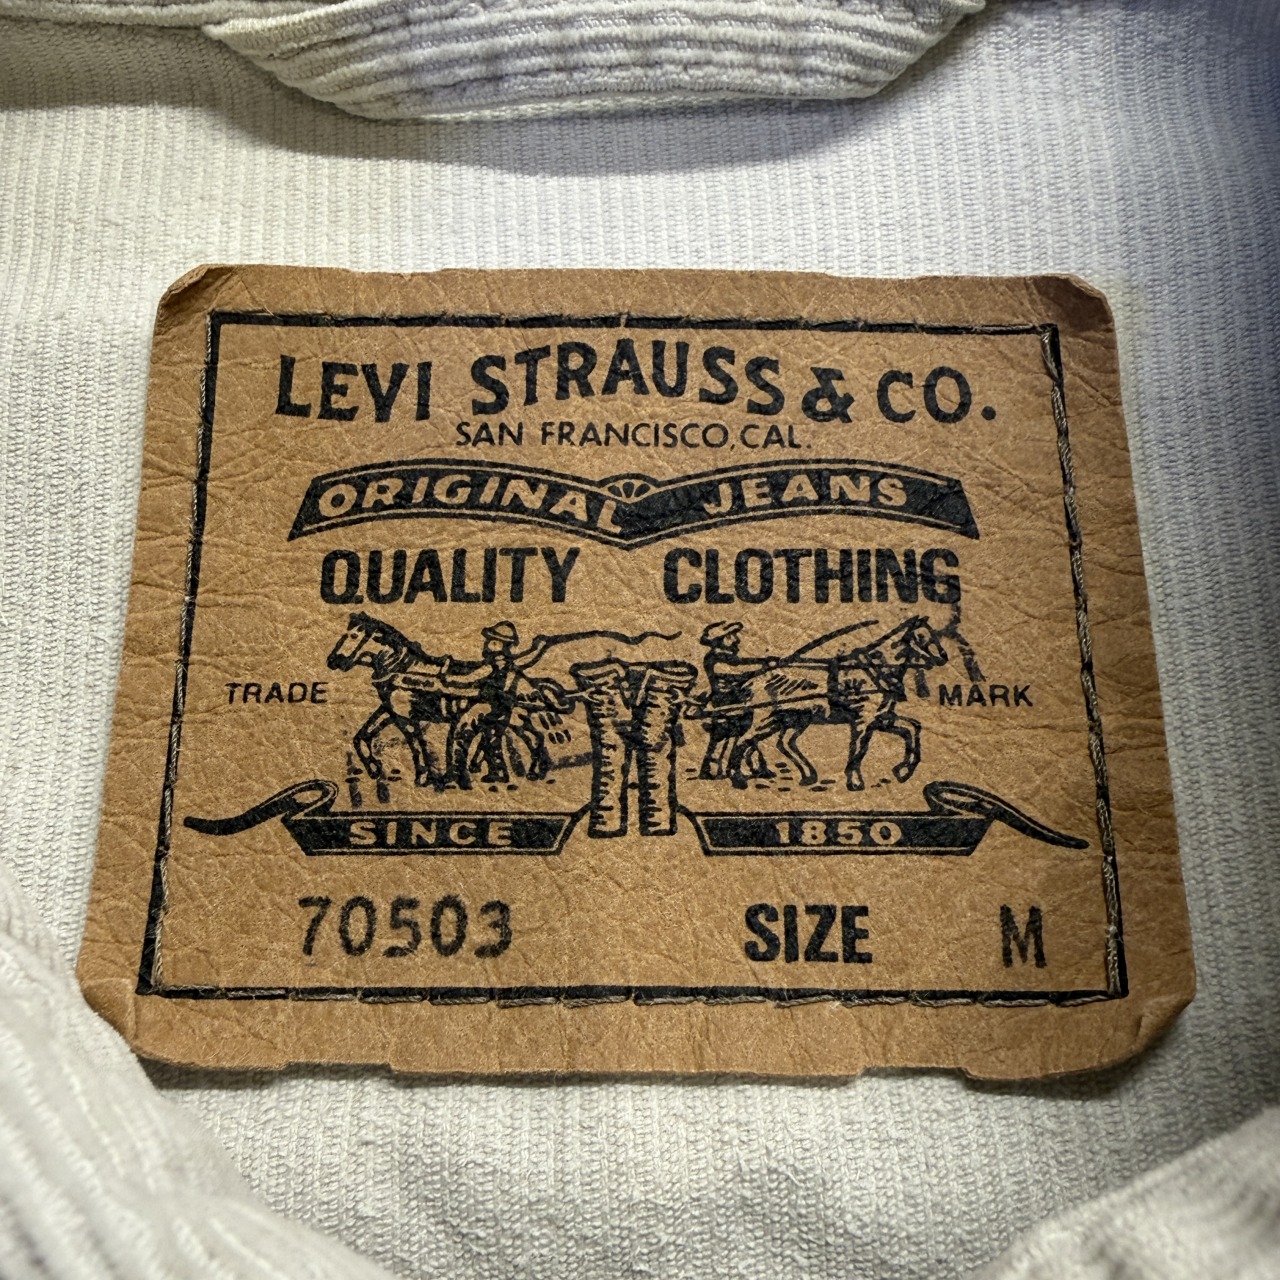 LEVI STRAUSS & CO.
SAN FRANCISCO, CAL.
ORIGINAL JEANS
QUALITY CLOTHING
TRADE MARK
SINCE 1850
70503 SIZE M